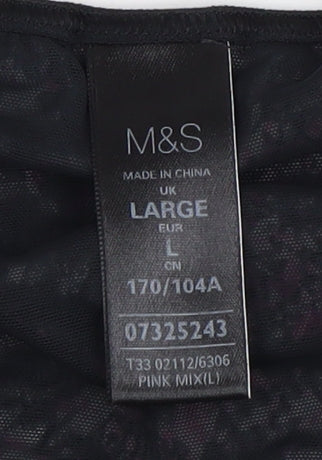 M&S
MADE IN CHINA
UK
LARGE
EUR
L
CN
170/104A
07325243
T33 02112/6306
PINK MIX(L)